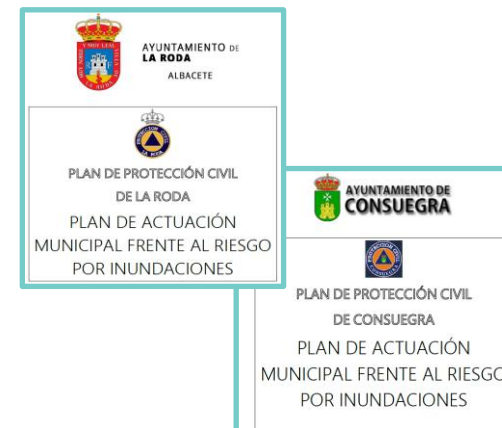 AYUNTAMIENTO DE
LA RODA
ALBACETE
PLAN DE PROTECCIÓN CIVIL
DE LA RODA
PLAN DE ACTUACIÓN
MUNICIPAL FRENTE AL RIESGO
POR INUNDACIONES
AYUNTAMIENTO DE
CONSUEGRA
PLAN DE PROTECCIÓN CIVIL
DE CONSUEGRA
PLAN DE ACTUACIÓN
MUNICIPAL FRENTE AL RIESGO
POR INUNDACIONES